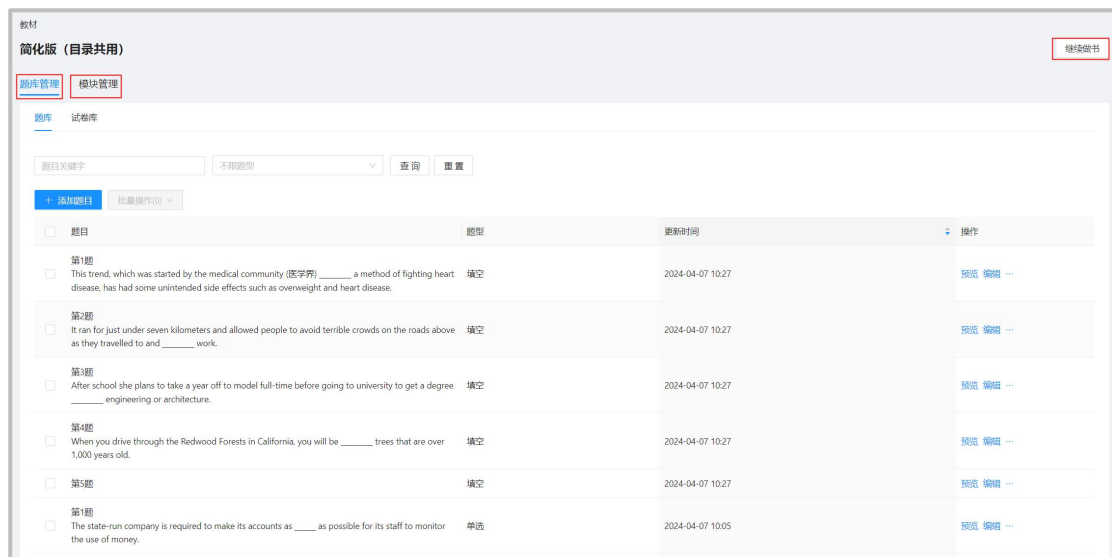 教材
简化版（目录共用）
继续做书
题库管理 模块管理
题库 试卷库
题目关键字 不限题型 查询 重置
+ 添加题目 批量操作(0)
题目 题型 更新时间 操作
第1题
This trend, which was started by the medical community (医学界) _______ a method of fighting heart 填空 2024-04-07 10:27 预览 编辑 ···
disease, has had some unintended side effects such as overweight and heart disease.
第2题
It ran for just under seven kilometers and allowed people to avoid terrible crowds on the roads above 填空 2024-04-07 10:27 预览 编辑 ···
as they travelled to and _______ work.
第3题
After school she plans to take a year off to model full-time before going to university to get a degree 填空 2024-04-07 10:27 预览 编辑 ···
_______ engineering or architecture.
第4题
When you drive through the Redwood Forests in California, you will be _______ trees that are over 填空 2024-04-07 10:27 预览 编辑 ···
1,000 years old.
第5题 填空 2024-04-07 10:27 预览 编辑 ···
第1题
The state-run company is required to make its accounts as _____ as possible for its staff to monitor 单选 2024-04-07 10:05 预览 编辑 ···
the use of money.